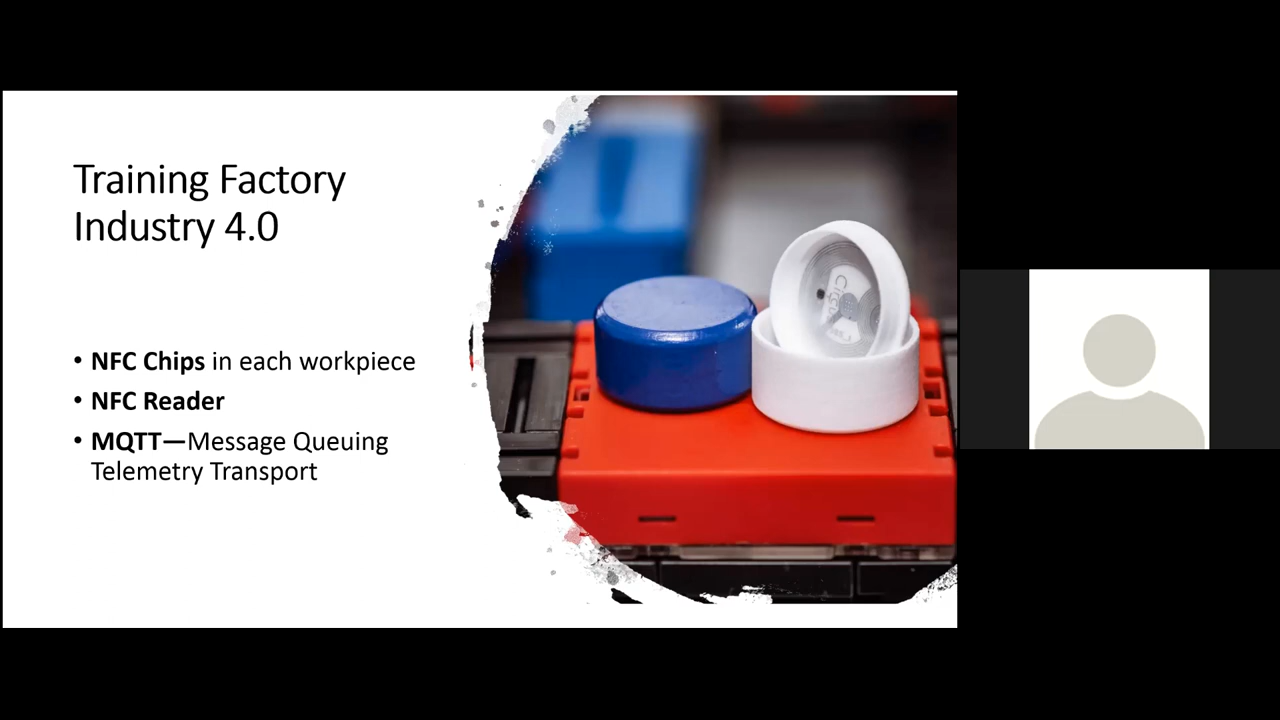 Training Factory
Industry 4.0
• NFC Chips in each workpiece
• NFC Reader
• MQTT—Message Queuing
Telemetry Transport